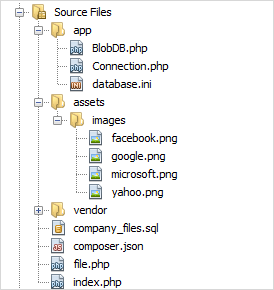 Source Files
app
BlobDB.php
Connection.php
database.ini
assets
images
facebook.png
google.png
microsoft.png
yahoo.png
vendor
company_files.sql
composer.json
file.php
index.php